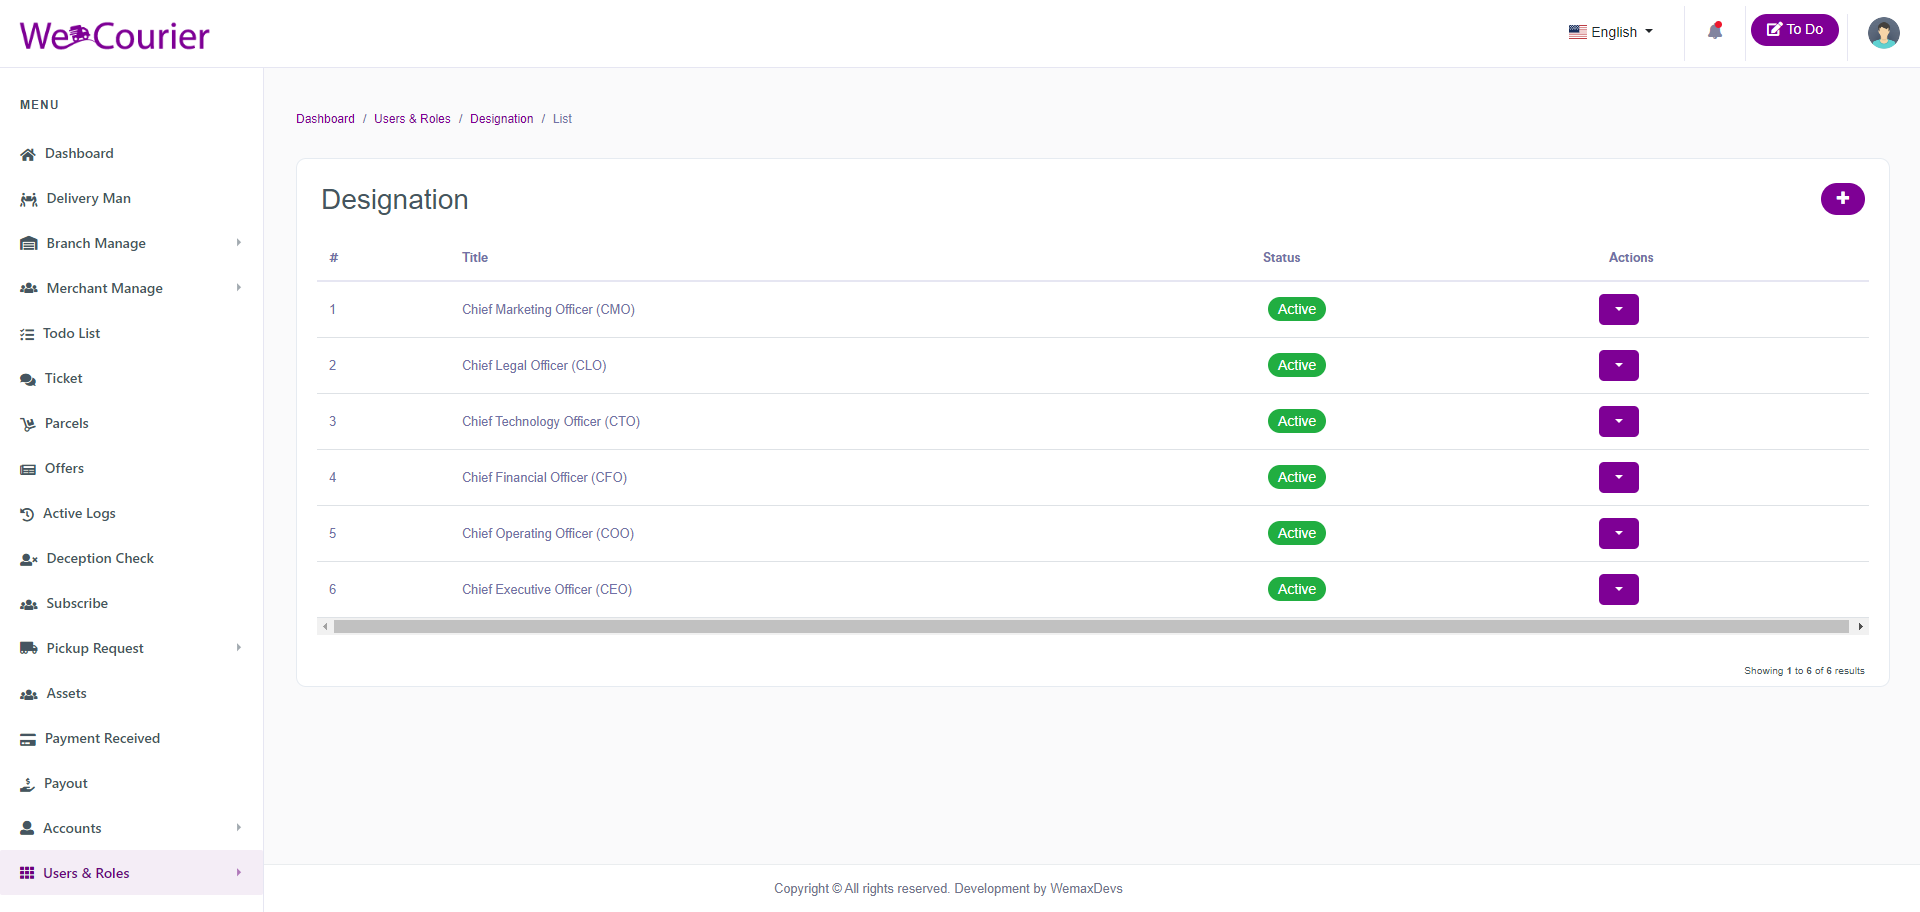 We Courier
English
To Do
MENU
Dashboard
Delivery Man
Branch Manage
Merchant Manage
Todo List
Ticket
Parcels
Offers
Active Logs
Deception Check
Subscribe
Pickup Request
Assets
Payment Received
Payout
Accounts
Users & Roles
Dashboard / Users & Roles / Designation / List
Designation
# Title Status Actions
1 Chief Marketing Officer (CMO) Active
2 Chief Legal Officer (CLO) Active
3 Chief Technology Officer (CTO) Active
4 Chief Financial Officer (CFO) Active
5 Chief Operating Officer (COO) Active
6 Chief Executive Officer (CEO) Active
Showing 1 to 6 of 6 results
Copyright © All rights reserved. Development by WemaxDevs